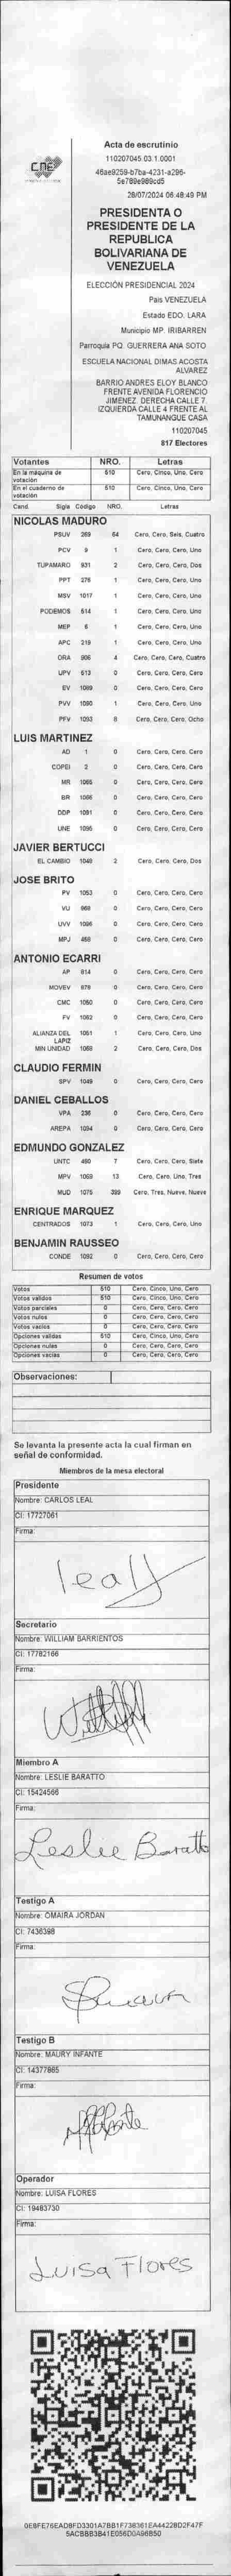 CNE
Acta de escrutinio
110207045.03.1.0001
46ae9259-b7ba-4231-a296-
5e789e989cd5
28/07/2024 06:48:49 PM
PRESIDENTA O
PRESIDENTE DE LA
REPUBLICA
BOLIVARIANA DE
VENEZUELA
ELECCIÓN PRESIDENCIAL 2024
Pais VENEZUELA
Estado EDO. LARA
Municipio MP. IRIBARREN
Parroquia PQ. GUERRERA ANA SOTO
ESCUELA NACIONAL DIMAS ACOSTA
ALVAREZ
BARRIO ANDRES ELOY BLANCO
FRENTE AVENIDA FLORENCIO
JIMENEZ. DERECHA CALLE 7.
IZQUIERDA CALLE 4 FRENTE AL
TAMUNANGUE CASA
110207045
817 Electores
Votantes NRO. Letras
En la máquina de votación 510 Cero, Cinco, Uno, Cero
En el cuaderno de votación 510 Cero, Cinco, Uno, Cero
Cand. Sigla Codigo NRO. Letras
NICOLAS MADURO
PSUV 269 64 Cero, Cero, Seis, Cuatro
PCV 9 1 Cero, Cero, Cero, Uno
TUPAMARO 931 2 Cero, Cero, Cero, Dos
PPT 276 1 Cero, Cero, Cero, Uno
MSV 1017 1 Cero, Cero, Cero, Uno
PODEMOS 514 1 Cero, Cero, Cero, Uno
MEP 6 1 Cero, Cero, Cero, Uno
APC 219 1 Cero, Cero, Cero, Uno
ORA 906 4 Cero, Cero, Cero, Cuatro
UPV 513 0 Cero, Cero, Cero, Cero
EV 1089 0 Cero, Cero, Cero, Cero
PVV 1090 1 Cero, Cero, Cero, Uno
PFV 1093 8 Cero, Cero, Cero, Ocho
LUIS MARTINEZ
AD 1 0 Cero, Cero, Cero, Cero
COPEI 2 0 Cero, Cero, Cero, Cero
MR 1065 0 Cero, Cero, Cero, Cero
BR 1066 0 Cero, Cero, Cero, Cero
DDP 1091 0 Cero, Cero, Cero, Cero
UNE 1095 0 Cero, Cero, Cero, Cero
JAVIER BERTUCCI
EL CAMBIO 1048 2 Cero, Cero, Cero, Dos
JOSE BRITO
PV 1053 0 Cero, Cero, Cero, Cero
VU 968 0 Cero, Cero, Cero, Cero
UVV 1096 0 Cero, Cero, Cero, Cero
MPJ 458 0 Cero, Cero, Cero, Cero
ANTONIO ECARRI
AP 814 0 Cero, Cero, Cero, Cero
MOVEV 678 0 Cero, Cero, Cero, Cero
CMC 1050 0 Cero, Cero, Cero, Cero
FV 1062 0 Cero, Cero, Cero, Cero
ALIANZA DEL LAPIZ 1051 1 Cero, Cero, Cero, Uno
MIN UNIDAD 1058 2 Cero, Cero, Cero, Dos
CLAUDIO FERMIN
SPV 1049 0 Cero, Cero, Cero, Cero
DANIEL CEBALLOS
VPA 236 0 Cero, Cero, Cero, Cero
AREPA 1094 0 Cero, Cero, Cero, Cero
EDMUNDO GONZALEZ
UNTC 480 7 Cero, Cero, Cero, Siete
MPV 1069 13 Cero, Cero, Uno, Tres
MUD 1075 399 Cero, Tres, Nueve, Nueve
ENRIQUE MARQUEZ
CENTRADOS 1073 1 Cero, Cero, Cero, Uno
BENJAMIN RAUSSEO
CONDE 1092 0 Cero, Cero, Cero, Cero
Resumen de votos
Votos 510 Cero, Cinco, Uno, Cero
Votos validos 510 Cero, Cinco, Uno, Cero
Votos parciales 0 Cero, Cero, Cero, Cero
Votos nulos 0 Cero, Cero, Cero, Cero
Votos vacios 0 Cero, Cero, Cero, Cero
Opciones validas 510 Cero, Cinco, Uno, Cero
Opciones nulas 0 Cero, Cero, Cero, Cero
Opciones vacias 0 Cero, Cero, Cero, Cero
Observaciones:
Se levanta la presente acta la cual firman en
señal de conformidad.
Miembros de la mesa electoral
Presidente
Nombre: CARLOS LEAL
CI: 17727061
Firma:
leal
Secretario
Nombre: WILLIAM BARRIENTOS
CI: 17782166
Firma:
Miembro A
Nombre: LESLIE BARATTO
CI: 15424566
Firma:
Leslie Baratto
Testigo A
Nombre: OMAIRA JORDAN
CI: 7436398
Firma:
Testigo B
Nombre: MAURY INFANTE
CI: 14377865
Firma:
Operador
Nombre: LUISA FLORES
CI: 19483730
Firma:
Luisa Flores
0EBFE76EAD8FD3301A7BB1F738361EA44228D2F47F
5ACBBB3B41E056D0A96B50